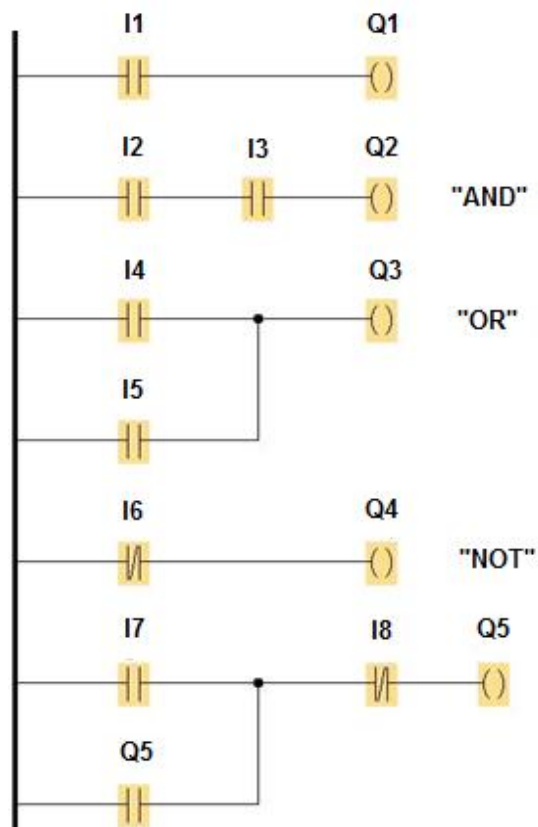 I1 Q1
I2 I3 Q2
"AND"
I4 Q3
"OR"
I5
I6 Q4
"NOT"
I7 I8 Q5
Q5